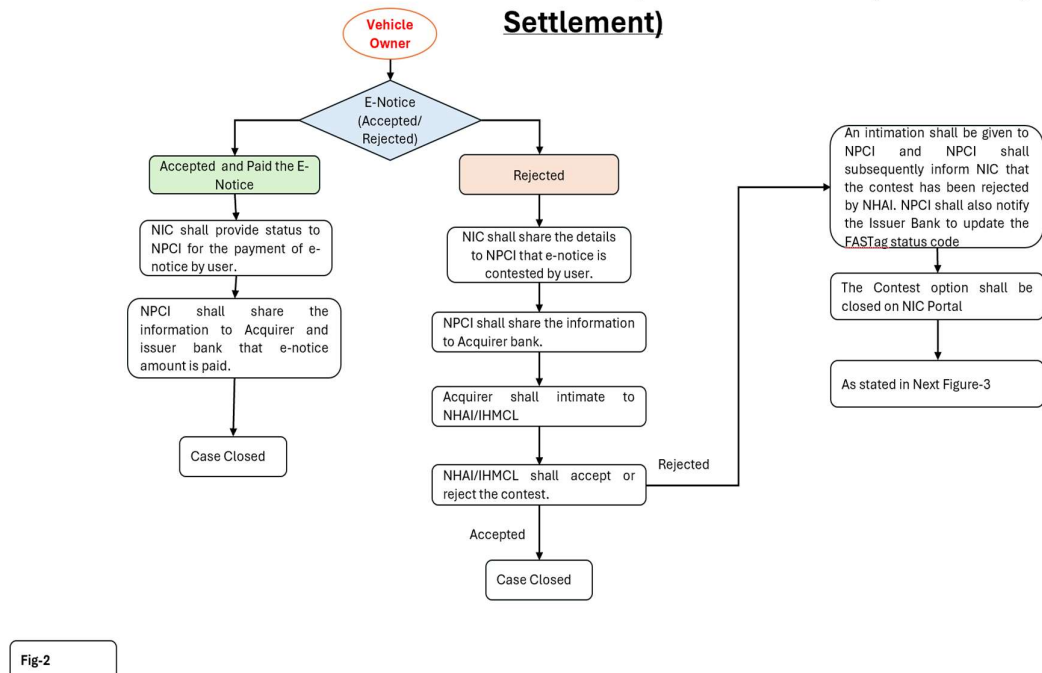 Settlement)
Vehicle
Owner
E-Notice
(Accepted/
Rejected)
Accepted and Paid the E-
Notice
NIC shall provide status to
NPCI for the payment of e-
notice by user.
NPCI shall share the
information to Acquirer and
issuer bank that e-notice
amount is paid.
Case Closed
Rejected
NIC shall share the details
to NPCI that e-notice is
contested by user.
NPCI shall share the information
to Acquirer bank.
Acquirer shall intimate to
NHAI/IHMCL
NHAI/IHMCL shall accept or
reject the contest.
Accepted
Case Closed
Rejected
An intimation shall be given to
NPCI and NPCI shall
subsequently inform NIC that
the contest has been rejected
by NHAI. NPCI shall also notify
the Issuer Bank to update the
FASTag status code
The Contest option shall be
closed on NIC Portal
As stated in Next Figure-3
Fig-2